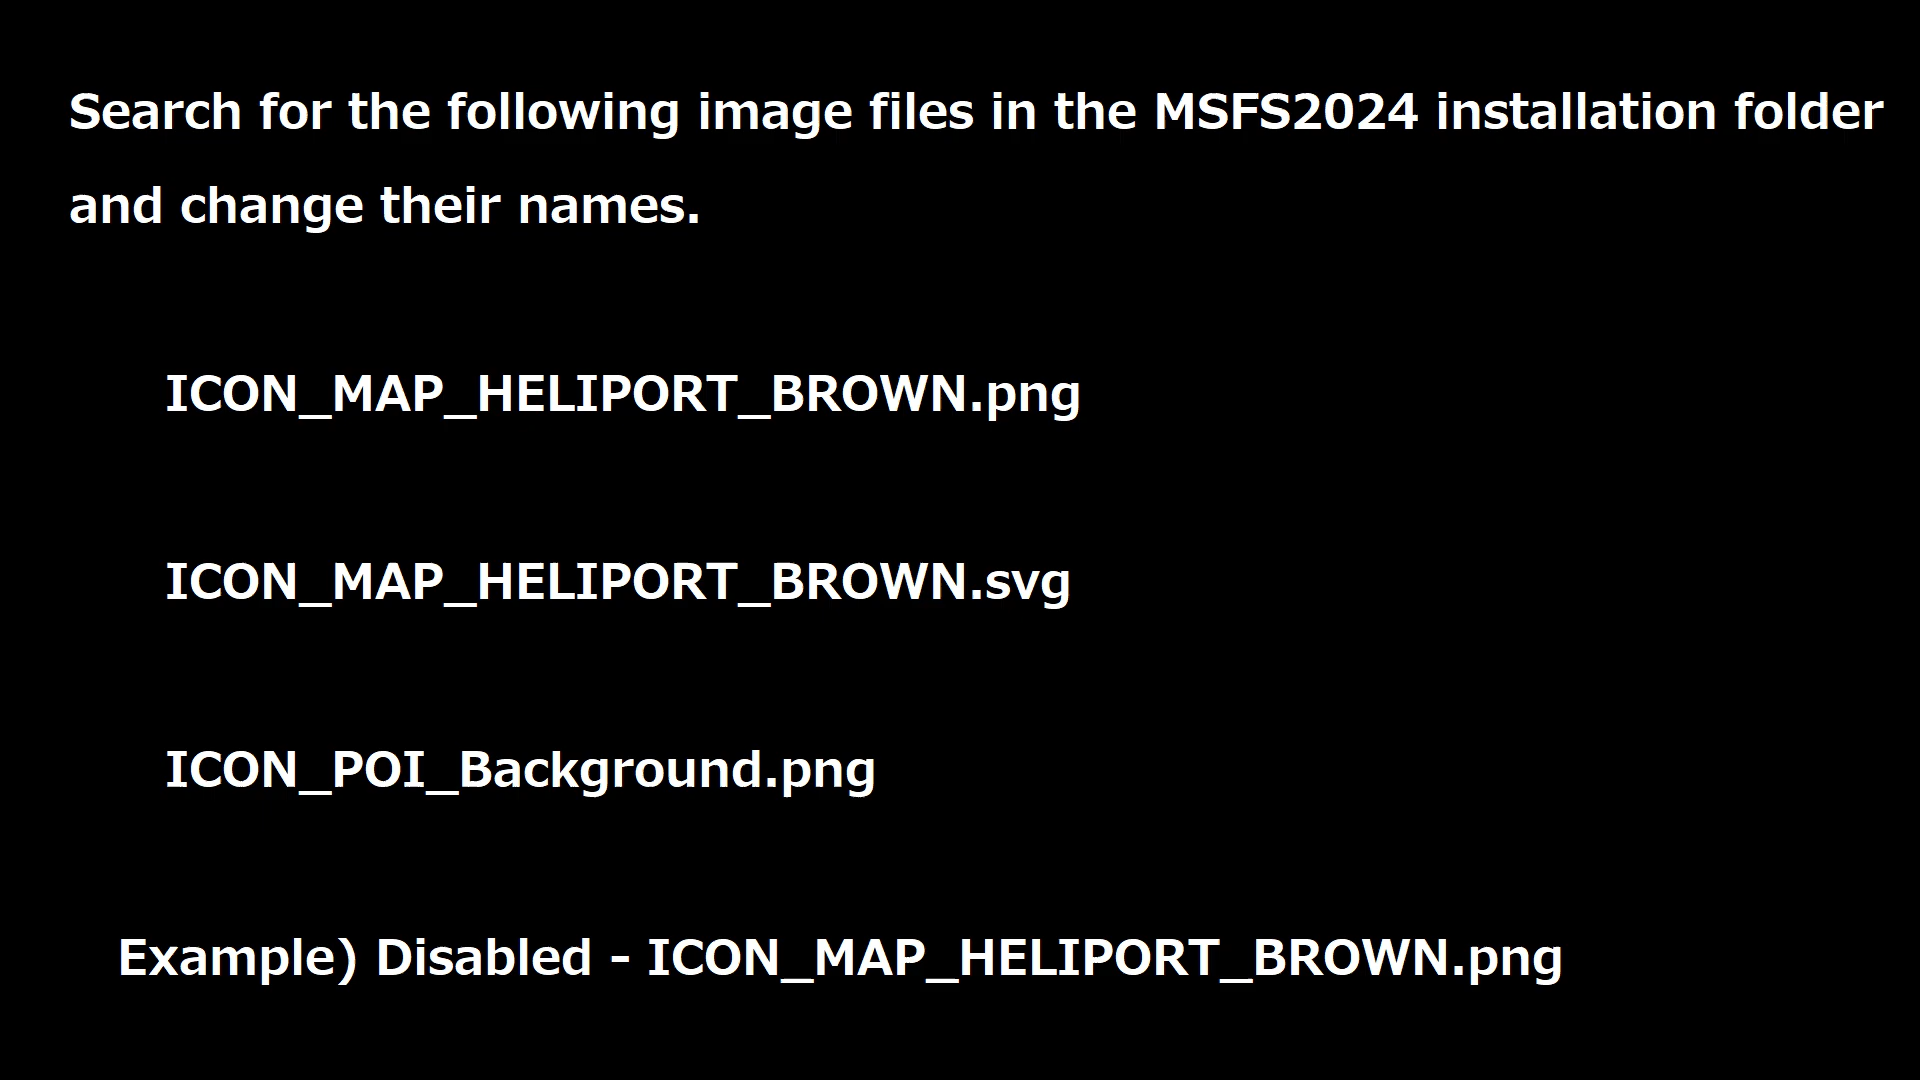 Search for the following image files in the MSFS2024 installation folder
and change their names.
ICON_MAP_HELIPORT_BROWN.png
ICON_MAP_HELIPORT_BROWN.svg
ICON_POI_Background.png
Example) Disabled - ICON_MAP_HELIPORT_BROWN.png